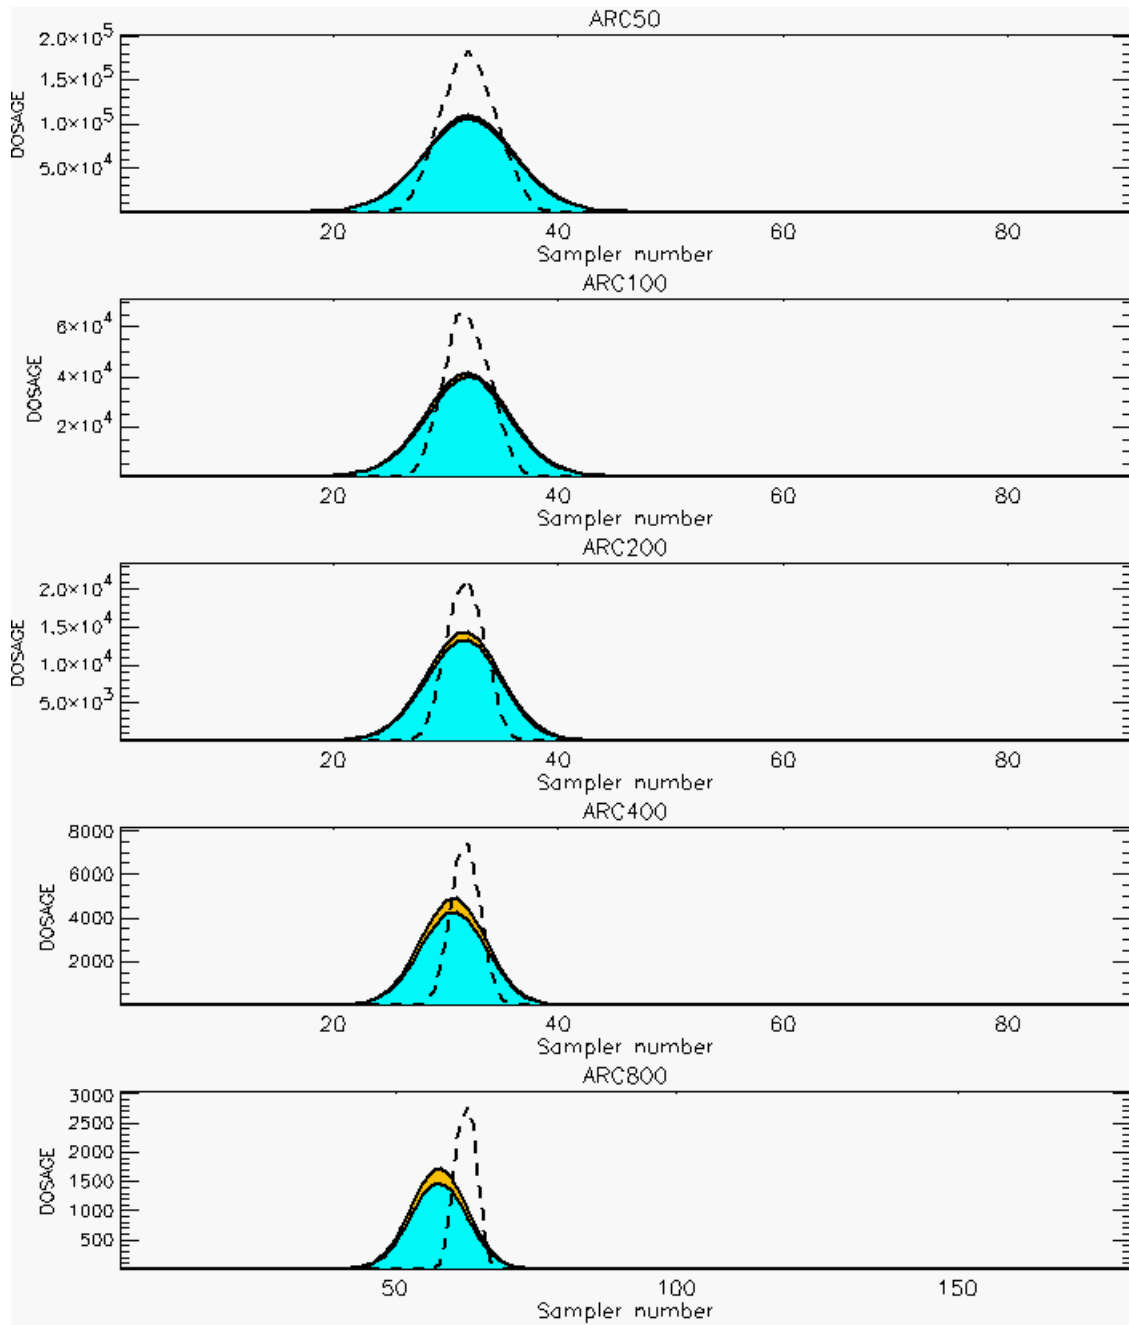 ARC50
2.0×10^5
1.5×10^5
1.0×10^5
5.0×10^4
DOSAGE
20 40 60 80
Sampler number
ARC100
6×10^4
4×10^4
2×10^4
DOSAGE
20 40 60 80
Sampler number
ARC200
2.0×10^4
1.5×10^4
1.0×10^4
5.0×10^3
DOSAGE
20 40 60 80
Sampler number
ARC400
8000
6000
4000
2000
DOSAGE
20 40 60 80
Sampler number
ARC800
3000
2500
2000
1500
1000
500
DOSAGE
50 100 150
Sampler number